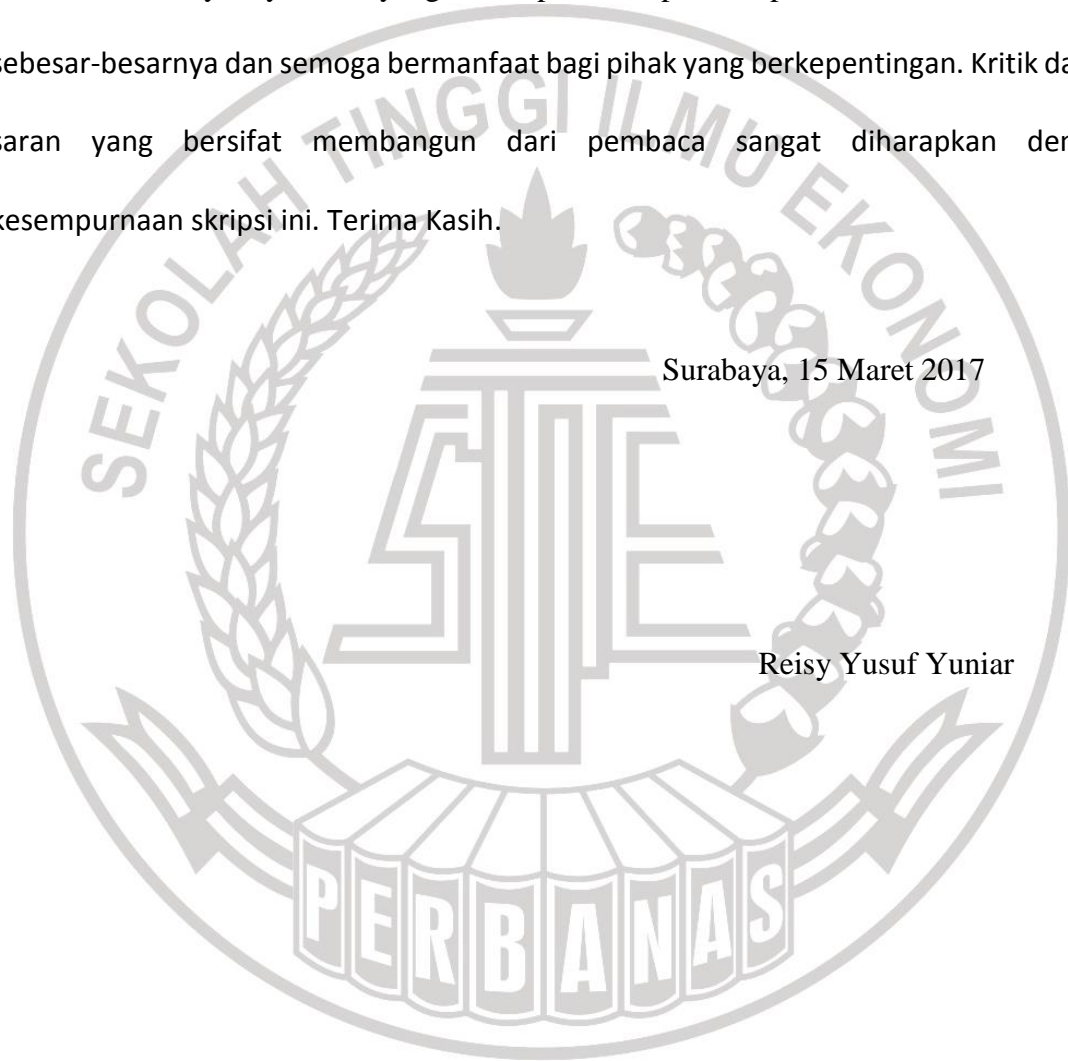 sebesar-besarnya dan semoga bermanfaat bagi pihak yang berkepentingan. Kritik da
saran yang bersifat membangun dari pembaca sangat diharapkan
kesempurnaan skripsi ini. Terima Kasih.
SEKOLAH TINGGI ILMU EKONOMI
Surabaya, 15 Maret 2017
STIE
Reisy Yusuf Yuniar
PERBANAS